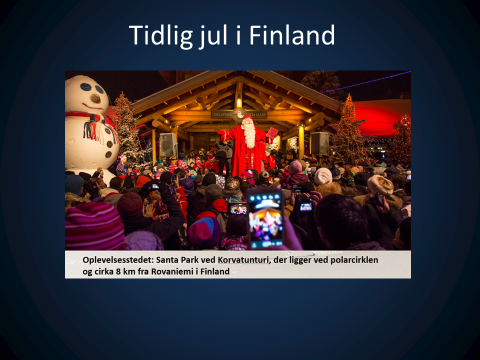 Tidlig jul i Finland
Oplevelsesstedet: Santa Park ved Korvatunturi, der ligger ved polarcirklen
og cirka 8 km fra Rovaniemi i Finland